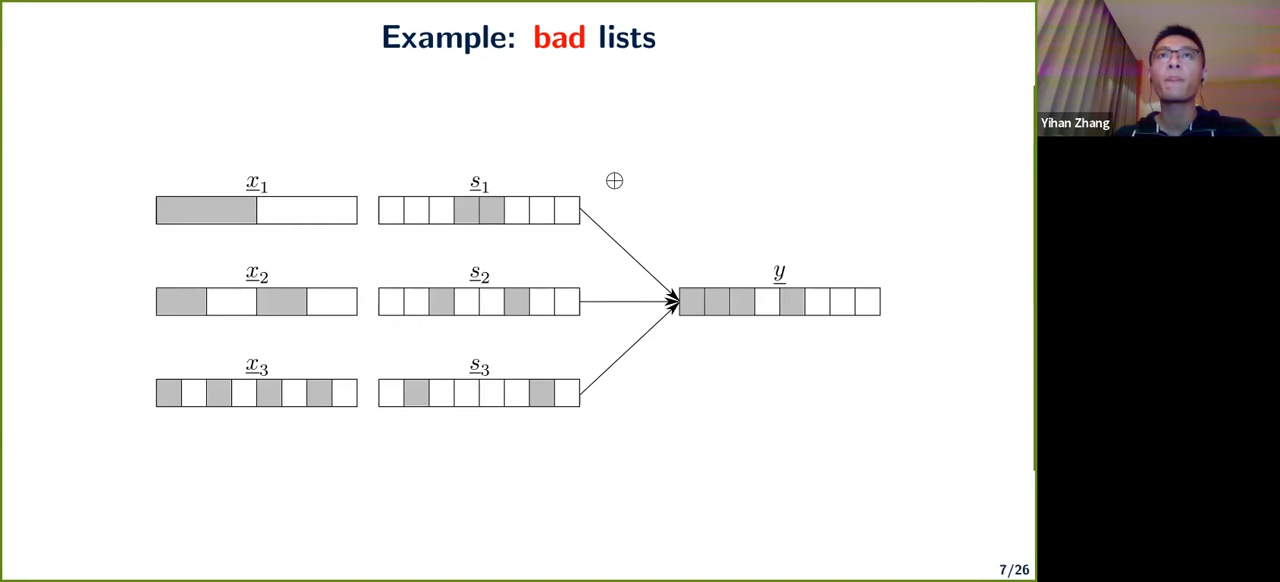 Example: bad lists
x₁ s₁ ⊕
x₂ s₂ y
x₃ s₃
Yihan Zhang
7/26